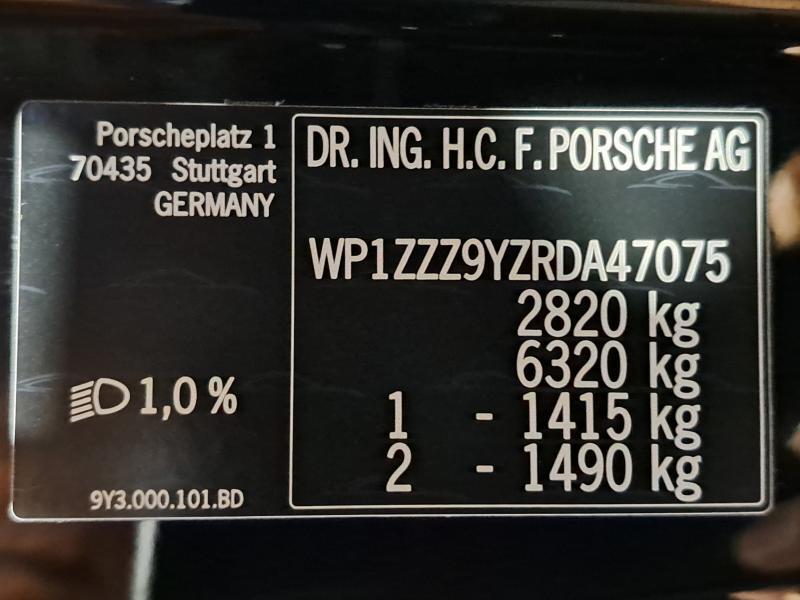 Porscheplatz 1
70435 Stuttgart
GERMANY
DR. ING. H.C. F. PORSCHE AG
WP1ZZZ9YZRDA47075
2820 kg
6320 kg
1 - 1415 kg
2 - 1490 kg
1,0 %
9Y3.000.101.BD